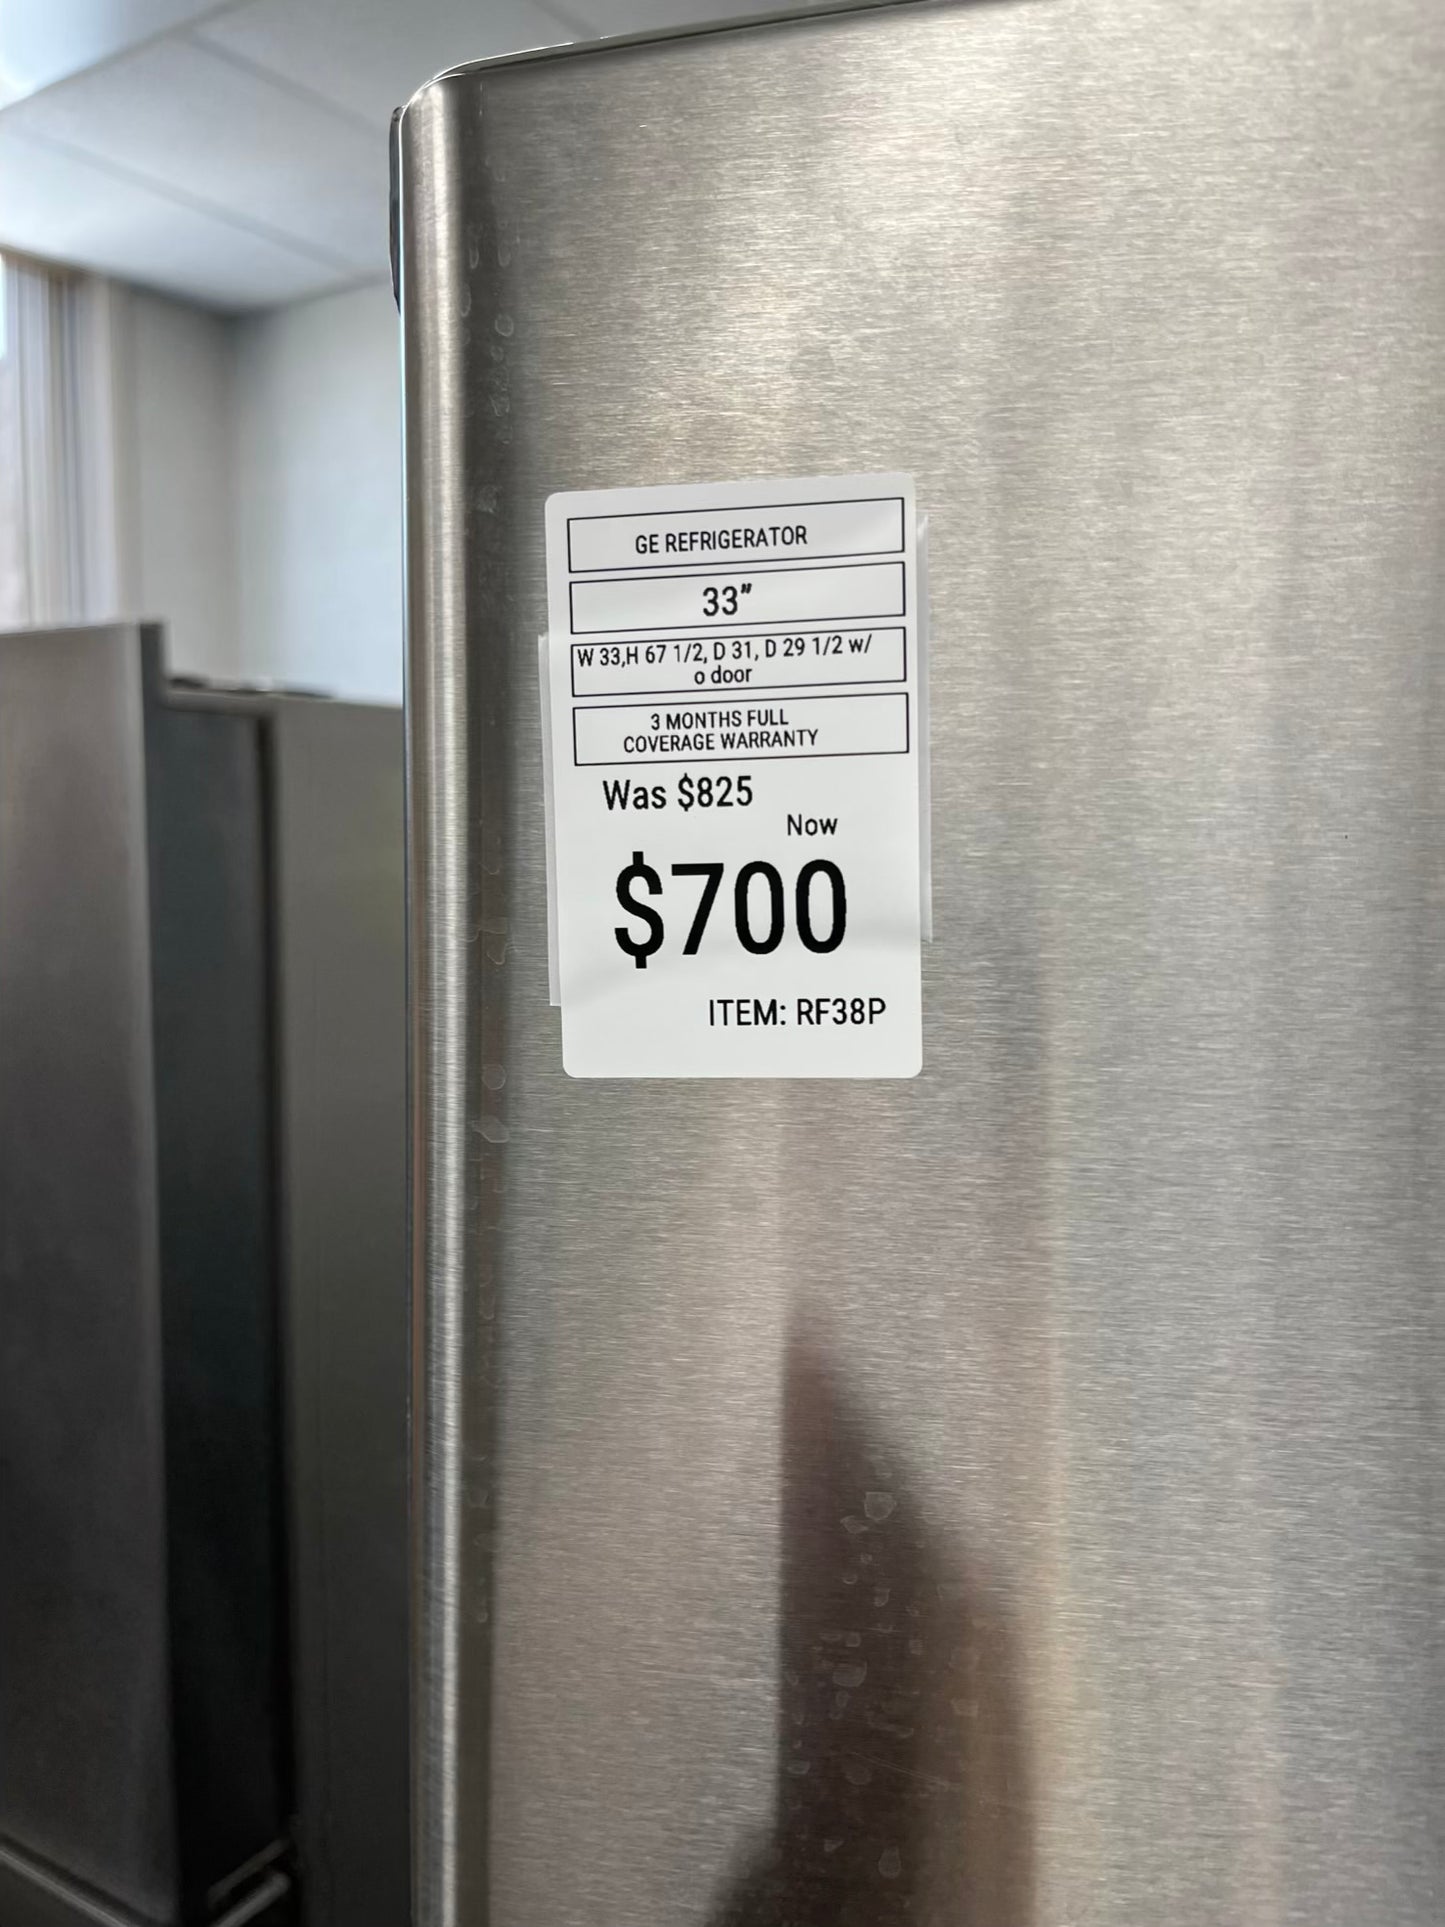 GE REFRIGERATOR
33"
W 33,H 67 1/2, D 31, D 29 1/2 w/
o door
3 MONTHS FULL
COVERAGE WARRANTY
Was $825
Now
$700
ITEM: RF38P